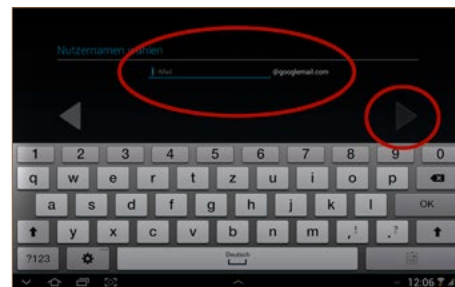 Nutzernamen wählen
-Mail @googlemail.com
1 2 3 4 5 6 7 8 9 0
q w e r t z u i o p
a s d f g h j k l OK
y x c v b n m , ! . ?
?123 Deutsch
12:06